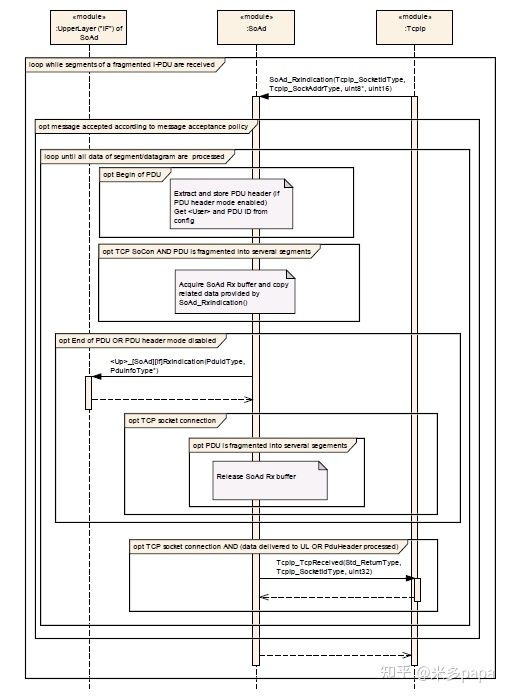 «module»
:UpperLayer ("IF") of
SoAd
«module»
:SoAd
«module»
:TcpIp
loop while segments of a fragmented I-PDU are received
SoAd_RxIndication(TcpIp_SocketIdType,
TcpIp_SockAddrType, uint8*, uint16)
opt message accepted according to message acceptance policy
loop until all data of segment/datagram are processed
opt Begin of PDU
Extract and store PDU header (if
PDU header mode enabled)
Get <User> and PDU ID from
config
opt TCP SoCon AND PDU is fragmented into serveral segments
Acquire SoAd Rx buffer and copy
related data provided by
SoAd_RxIndication()
opt End of PDU OR PDU header mode disabled
<Up>_[SoAd][If]RxIndication(PduIdType,
PduInfoType*)
opt TCP socket connection
opt PDU is fragmented into serveral segements
Release SoAd Rx buffer
opt TCP socket connection AND (data delivered to UL OR PduHeader processed)
TcpIp_TcpReceived(Std_ReturnType,
TcpIp_SocketIdType, uint32)
知乎 @米多papa